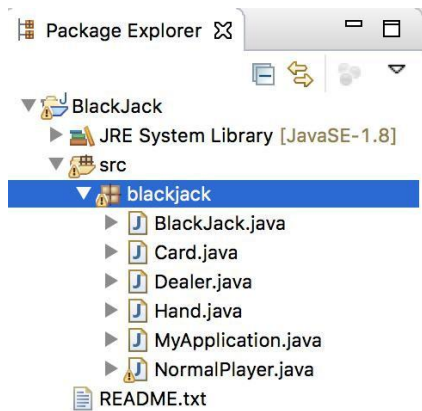 Package Explorer
BlackJack
JRE System Library [JavaSE-1.8]
src
blackjack
BlackJack.java
Card.java
Dealer.java
Hand.java
MyApplication.java
NormalPlayer.java
README.txt